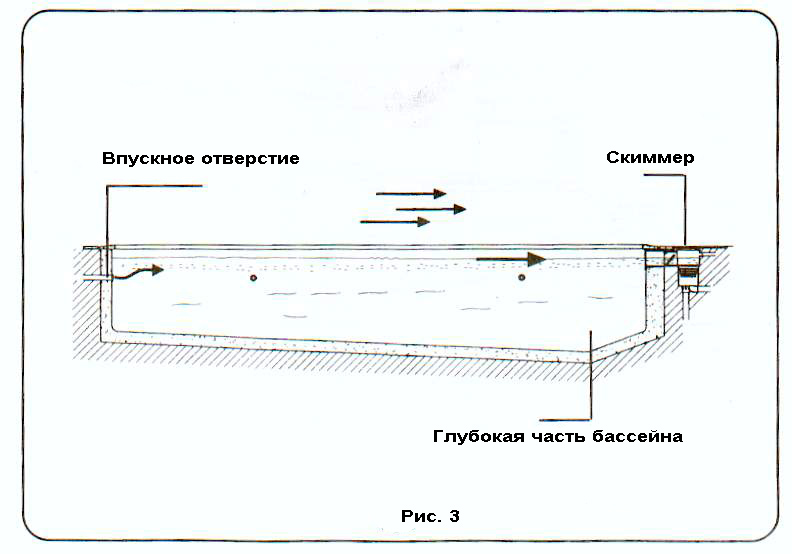 Впускное отверстие
Скиммер
Глубокая часть бассейна
Рис. 3